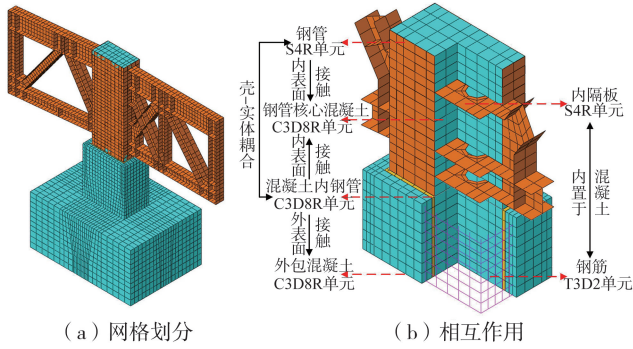 钢管
S4R单元
内表面
接触
钢管核心混凝土
C3D8R单元
内表面
接触
混凝土内钢管
C3D8R单元
外表面
接触
外包混凝土
C3D8R单元
壳-实体耦合
内隔板
S4R单元
内置于
混凝土
钢筋
T3D2单元
(a)网格划分
(b)相互作用